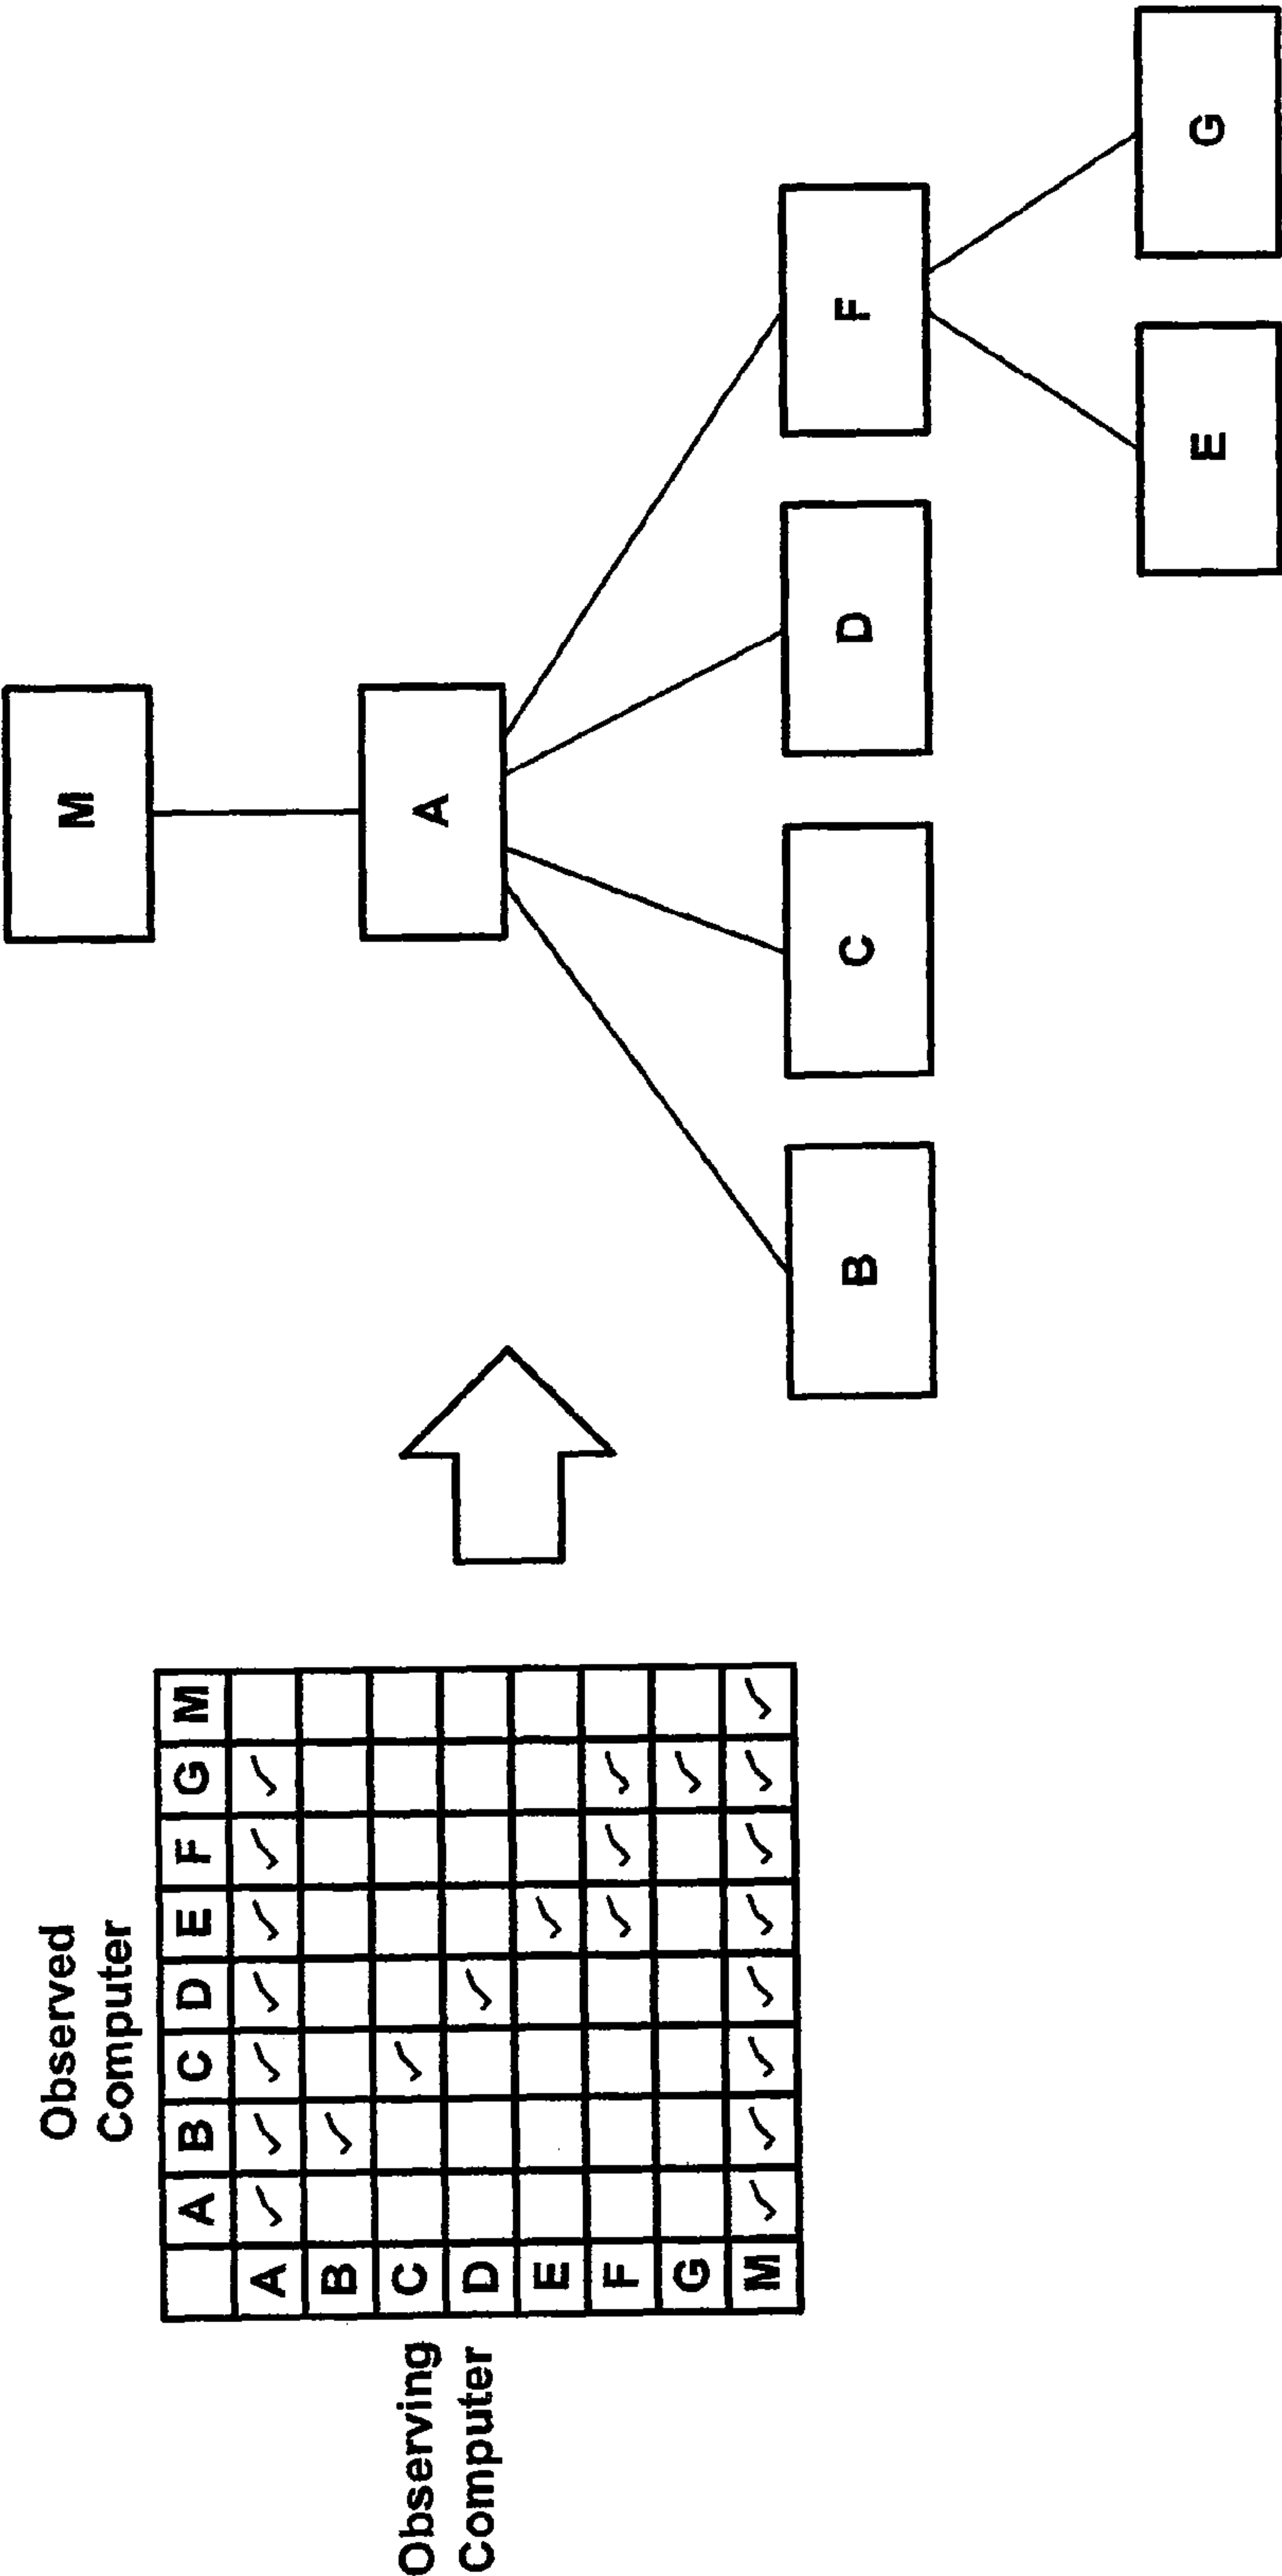 Observed
Computer
A B C D E F G M
A ✓ ✓ ✓ ✓ ✓ ✓ ✓
B ✓
C ✓
D ✓
E ✓
F ✓ ✓ ✓
G ✓
M ✓ ✓ ✓ ✓ ✓ ✓ ✓ ✓
Observing
Computer
M
A
B C D F
E G